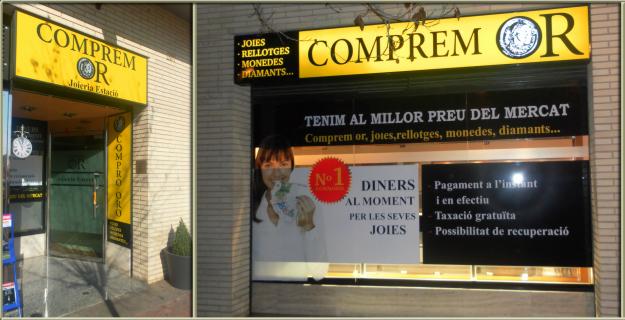 COMPREM
OR
Joieria Estació
COMPRO ORO
OR
· JOIES
· RELLOTGES
· MONEDES
· DIAMANTS...
COMPREM OR
TENIM AL MILLOR PREU DEL MERCAT
Comprem or, joies,rellotges, monedes, diamants...
Nº1
DINERS
AL MOMENT
PER LES SEVES
JOIES
· Pagament a l'instant
i en efectiu
· Taxació gratuïta
· Possibilitat de recuperació